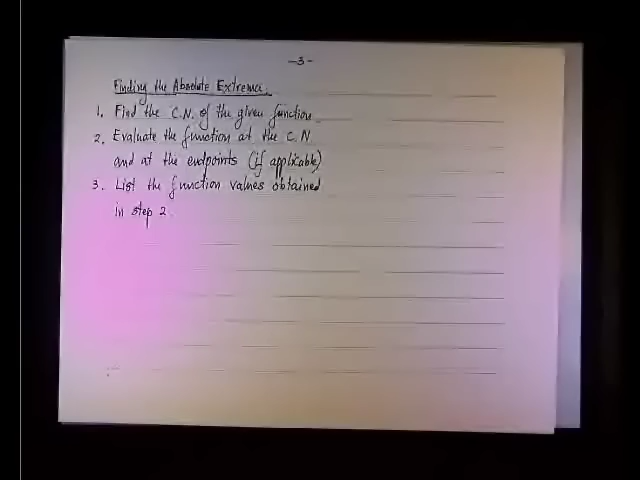 -3-
Finding the Absolute Extrema.
1. Find the C.N. of the given function
2. Evaluate the function at the C.N.
and at the endpoints (if applicable)
3. List the function values obtained
in step 2